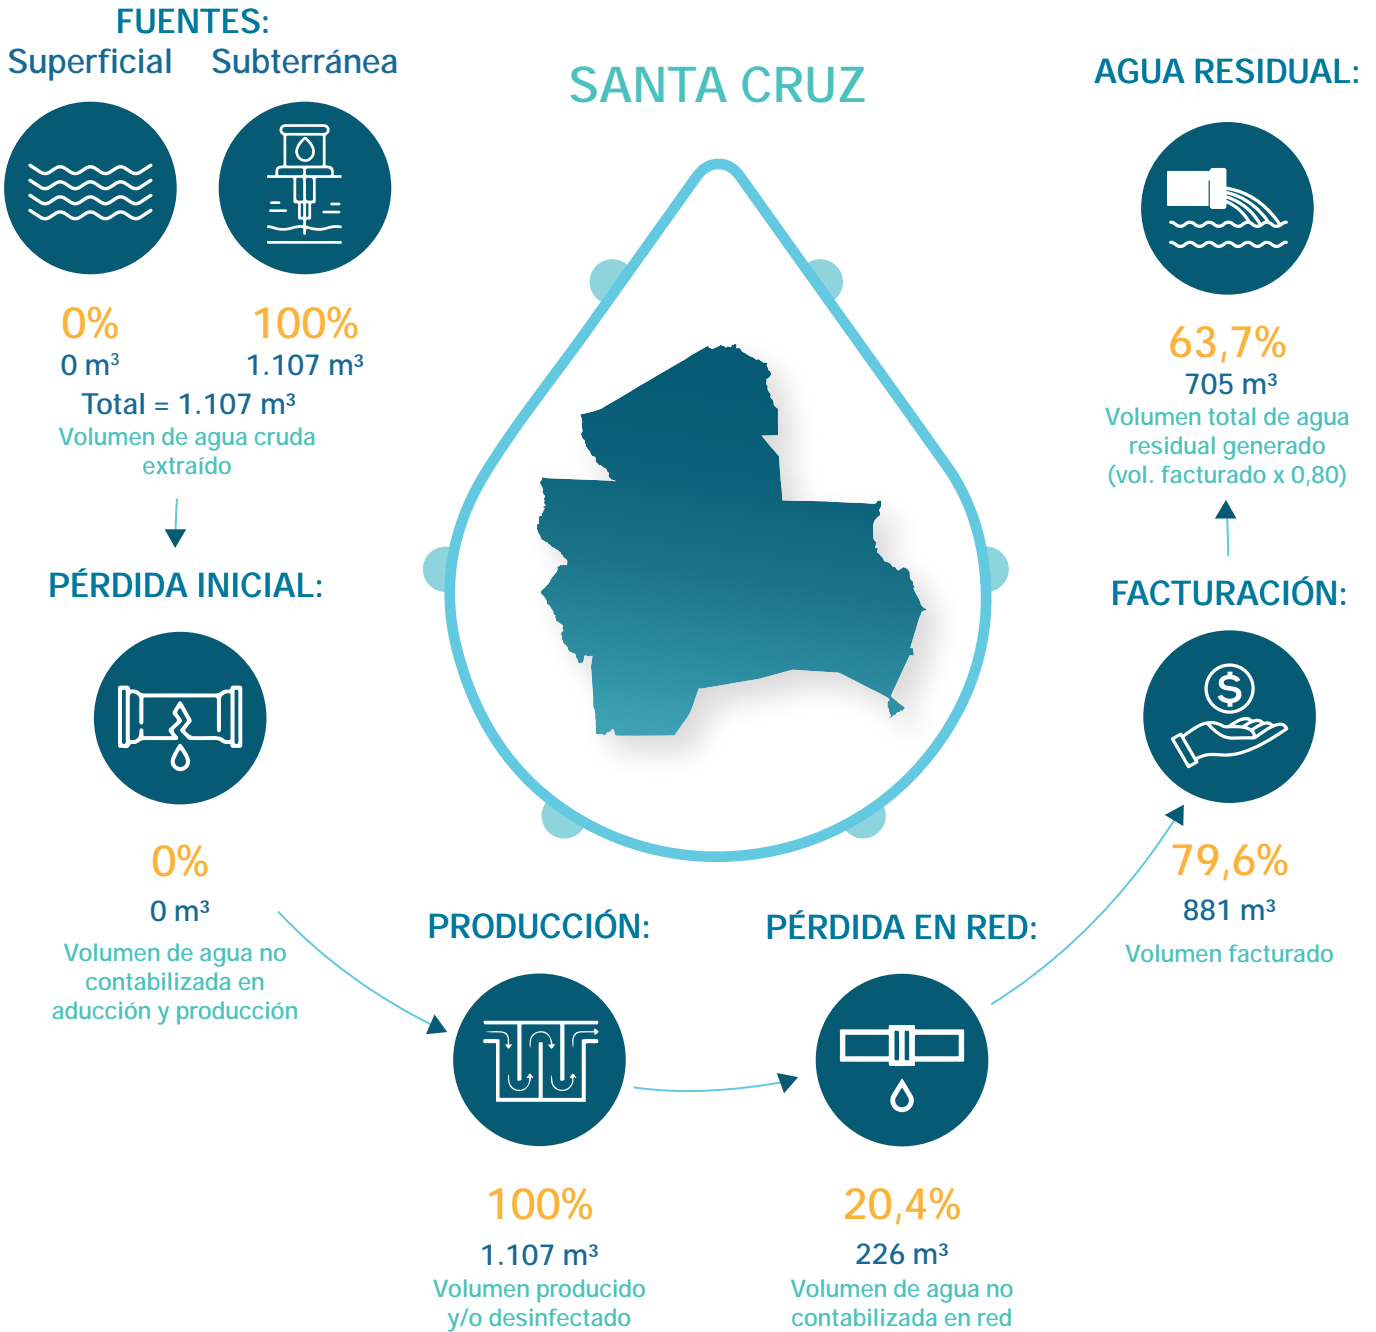 FUENTES:
Superficial
Subterránea
0%
0 m³
100%
1.107 m³
Total = 1.107 m³
Volumen de agua cruda
extraído
PÉRDIDA INICIAL:
0%
0 m³
Volumen de agua no
contabilizada en
aducción y producción
SANTA CRUZ
PRODUCCIÓN:
100%
1.107 m³
Volumen producido
y/o desinfectado
PÉRDIDA EN RED:
20,4%
226 m³
Volumen de agua no
contabilizada en red
FACTURACIÓN:
$
79,6%
881 m³
Volumen facturado
AGUA RESIDUAL:
63,7%
705 m³
Volumen total de agua
residual generado
(vol. facturado x 0,80)